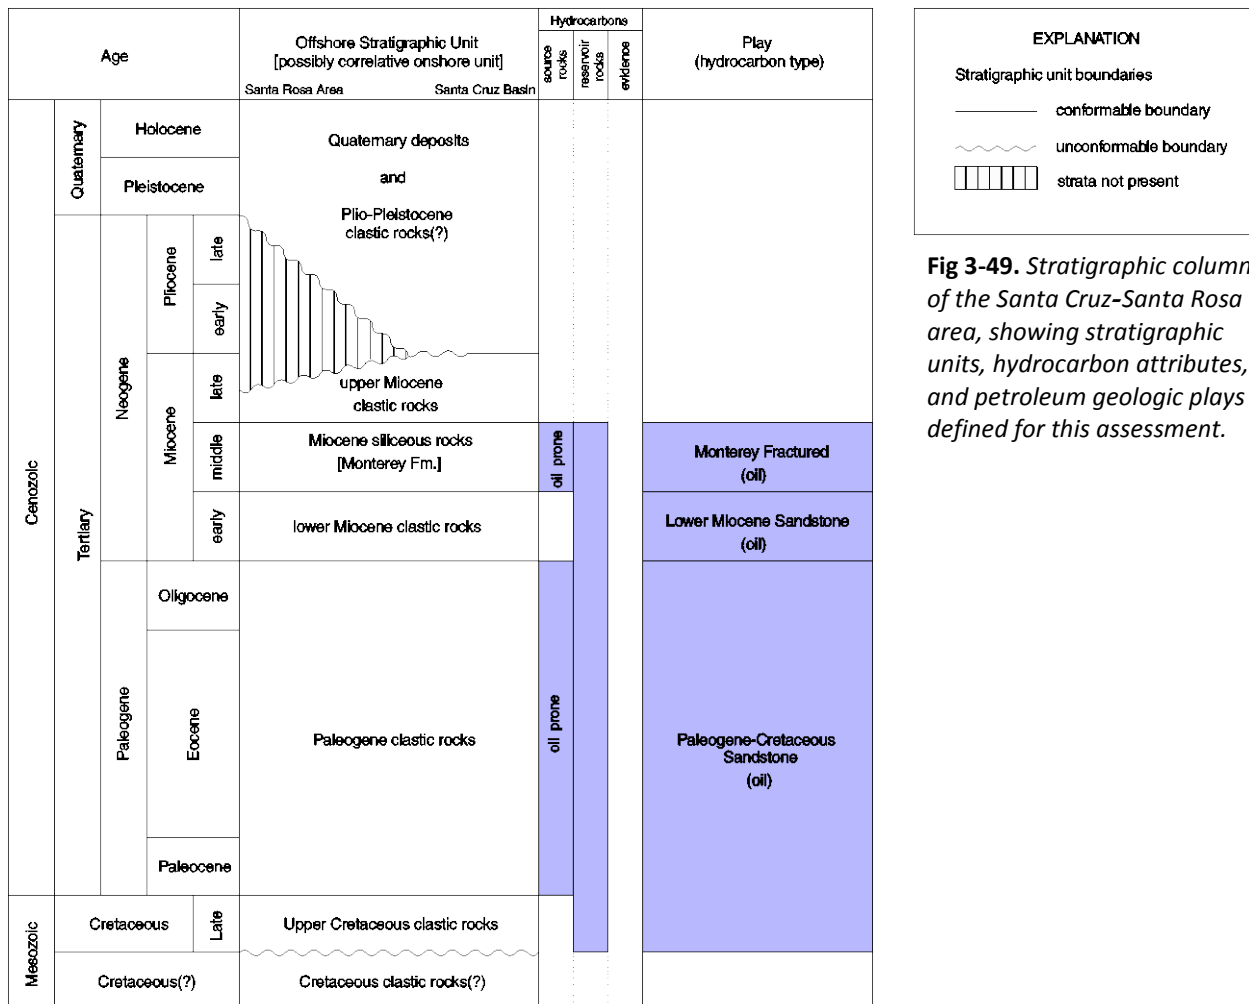 Age
Offshore Stratigraphic Unit
[possibly correlative onshore unit]
Santa Rosa Area
Santa Cruz Basin
Hydrocarbons
source
rocks
reservoir
rocks
evidence
Play
(hydrocarbon type)
Cenozoic
Mesozoic
Quaternary
Tertiary
Holocene
Pleistocene
Neogene
Paleogene
Pliocene
late
early
Miocene
late
middle
early
Oligocene
Eocene
Paleocene
Cretaceous
Late
Cretaceous(?)
Quaternary deposits
and
Plio-Pleistocene
clastic rocks(?)
upper Miocene
clastic rocks
Miocene siliceous rocks
[Monterey Fm.]
lower Miocene clastic rocks
Paleogene clastic rocks
Upper Cretaceous clastic rocks
Cretaceous clastic rocks(?)
oil prone
oil prone
Monterey Fractured
(oil)
Lower Miocene Sandstone
(oil)
Paleogene-Cretaceous
Sandstone
(oil)
EXPLANATION
Stratigraphic unit boundaries
conformable boundary
unconformable boundary
strata not present
Fig 3-49. Stratigraphic column
of the Santa Cruz-Santa Rosa
area, showing stratigraphic
units, hydrocarbon attributes,
and petroleum geologic plays
defined for this assessment.